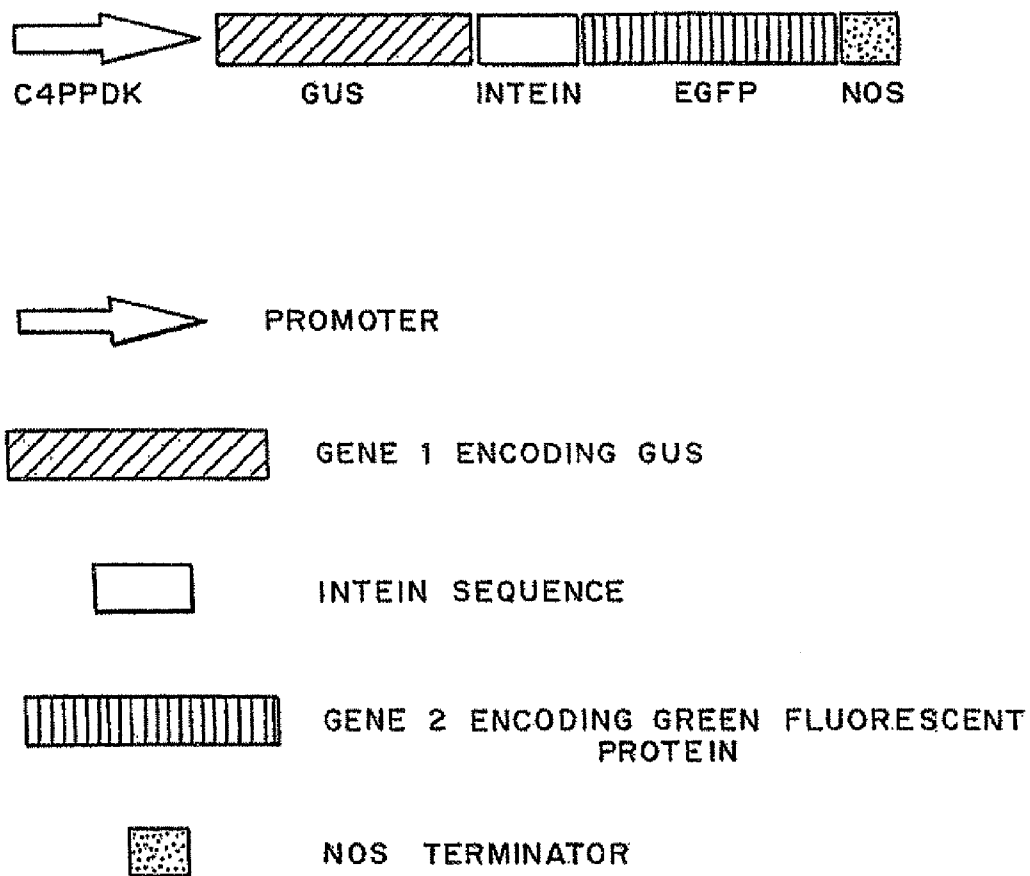 C4PPDK GUS INTEIN EGFP NOS
PROMOTER
GENE 1 ENCODING GUS
INTEIN SEQUENCE
GENE 2 ENCODING GREEN FLUORESCENT
PROTEIN
NOS TERMINATOR